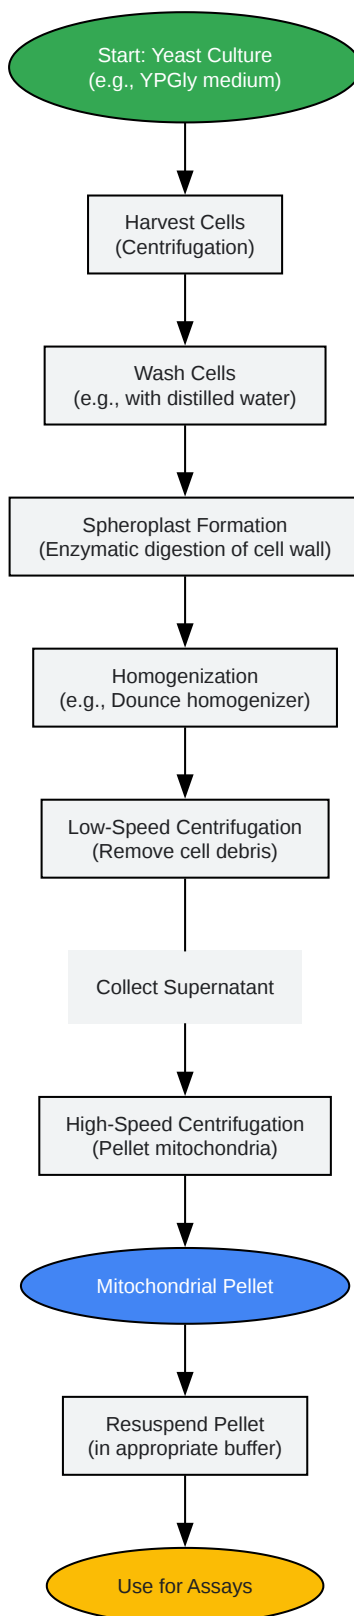 Start: Yeast Culture
(e.g., YPGly medium)
Harvest Cells
(Centrifugation)
Wash Cells
(e.g., with distilled water)
Spheroplast Formation
(Enzymatic digestion of cell wall)
Homogenization
(e.g., Dounce homogenizer)
Low-Speed Centrifugation
(Remove cell debris)
Collect Supernatant
High-Speed Centrifugation
(Pellet mitochondria)
Mitochondrial Pellet
Resuspend Pellet
(in appropriate buffer)
Use for Assays